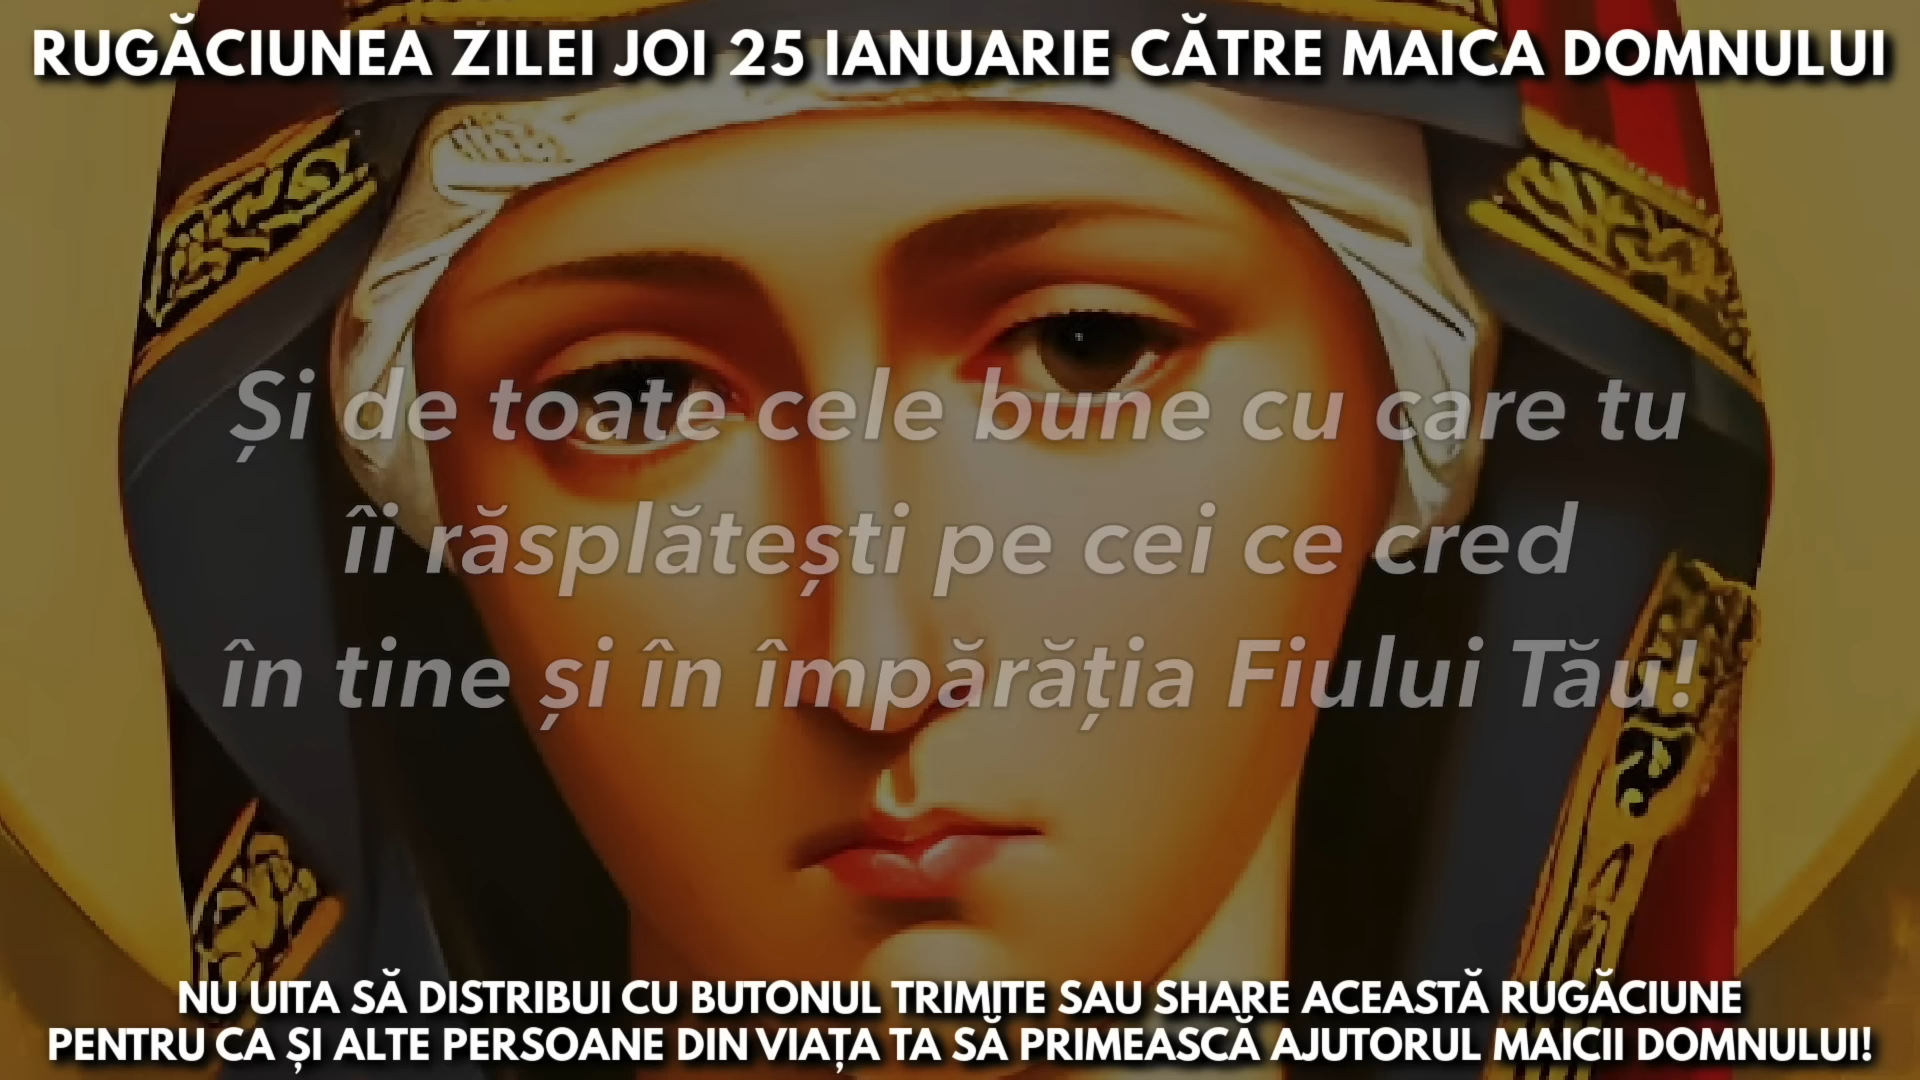 RUGĂCIUNEA ZILEI JOI 25 IANUARIE CĂTRE MAICA DOMNULUI
Și de toate cele bune cu care tu
îi răsplătești pe cei ce cred
în tine și în împărăția Fiului Tău!
NU UITA SĂ DISTRIBUI CU BUTONUL TRIMITE SAU SHARE ACEASTĂ RUGĂCIUNE
PENTRU CA ȘI ALTE PERSOANE DIN VIAȚA TA SĂ PRIMEASCĂ AJUTORUL MAICII DOMNULUI!